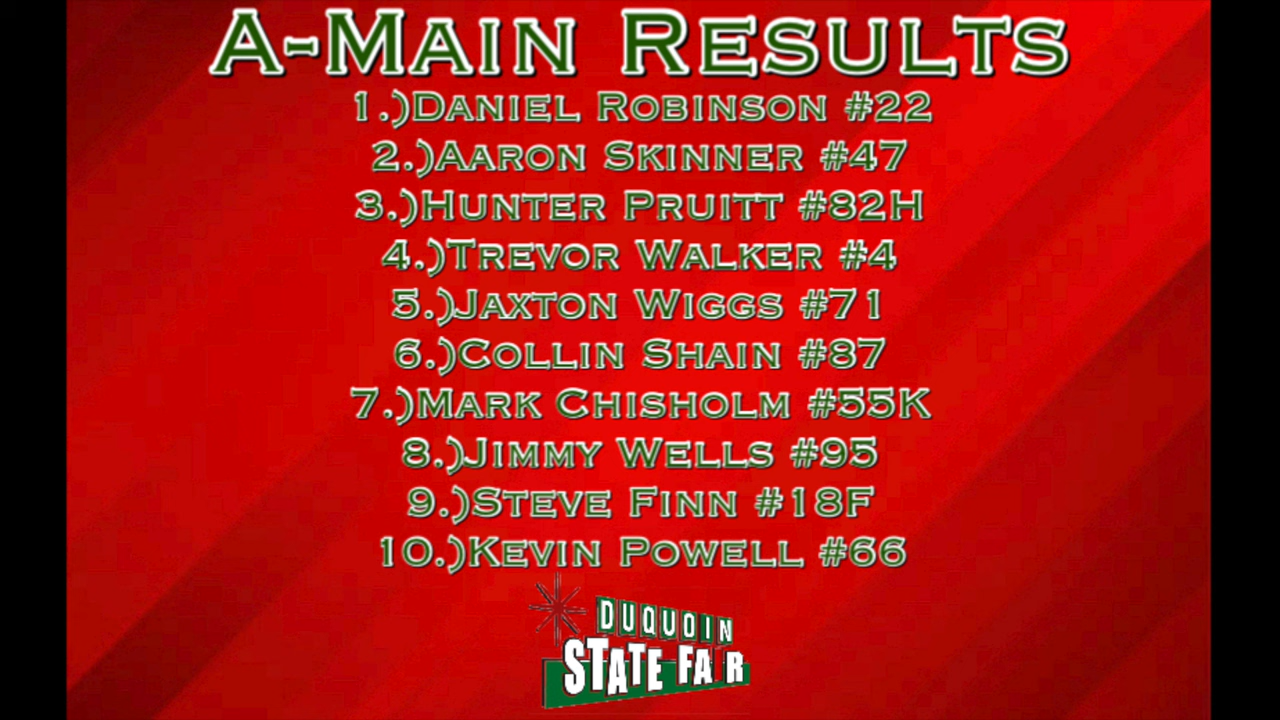 A-Main Results
1.)Daniel Robinson #22
2.)Aaron Skinner #47
3.)Hunter Pruitt #82H
4.)Trevor Walker #4
5.)Jaxton Wiggs #71
6.)Collin Shain #87
7.)Mark Chisholm #55K
8.)Jimmy Wells #95
9.)Steve Finn #18F
10.)Kevin Powell #66
DUQUOIN
STATE FAIR